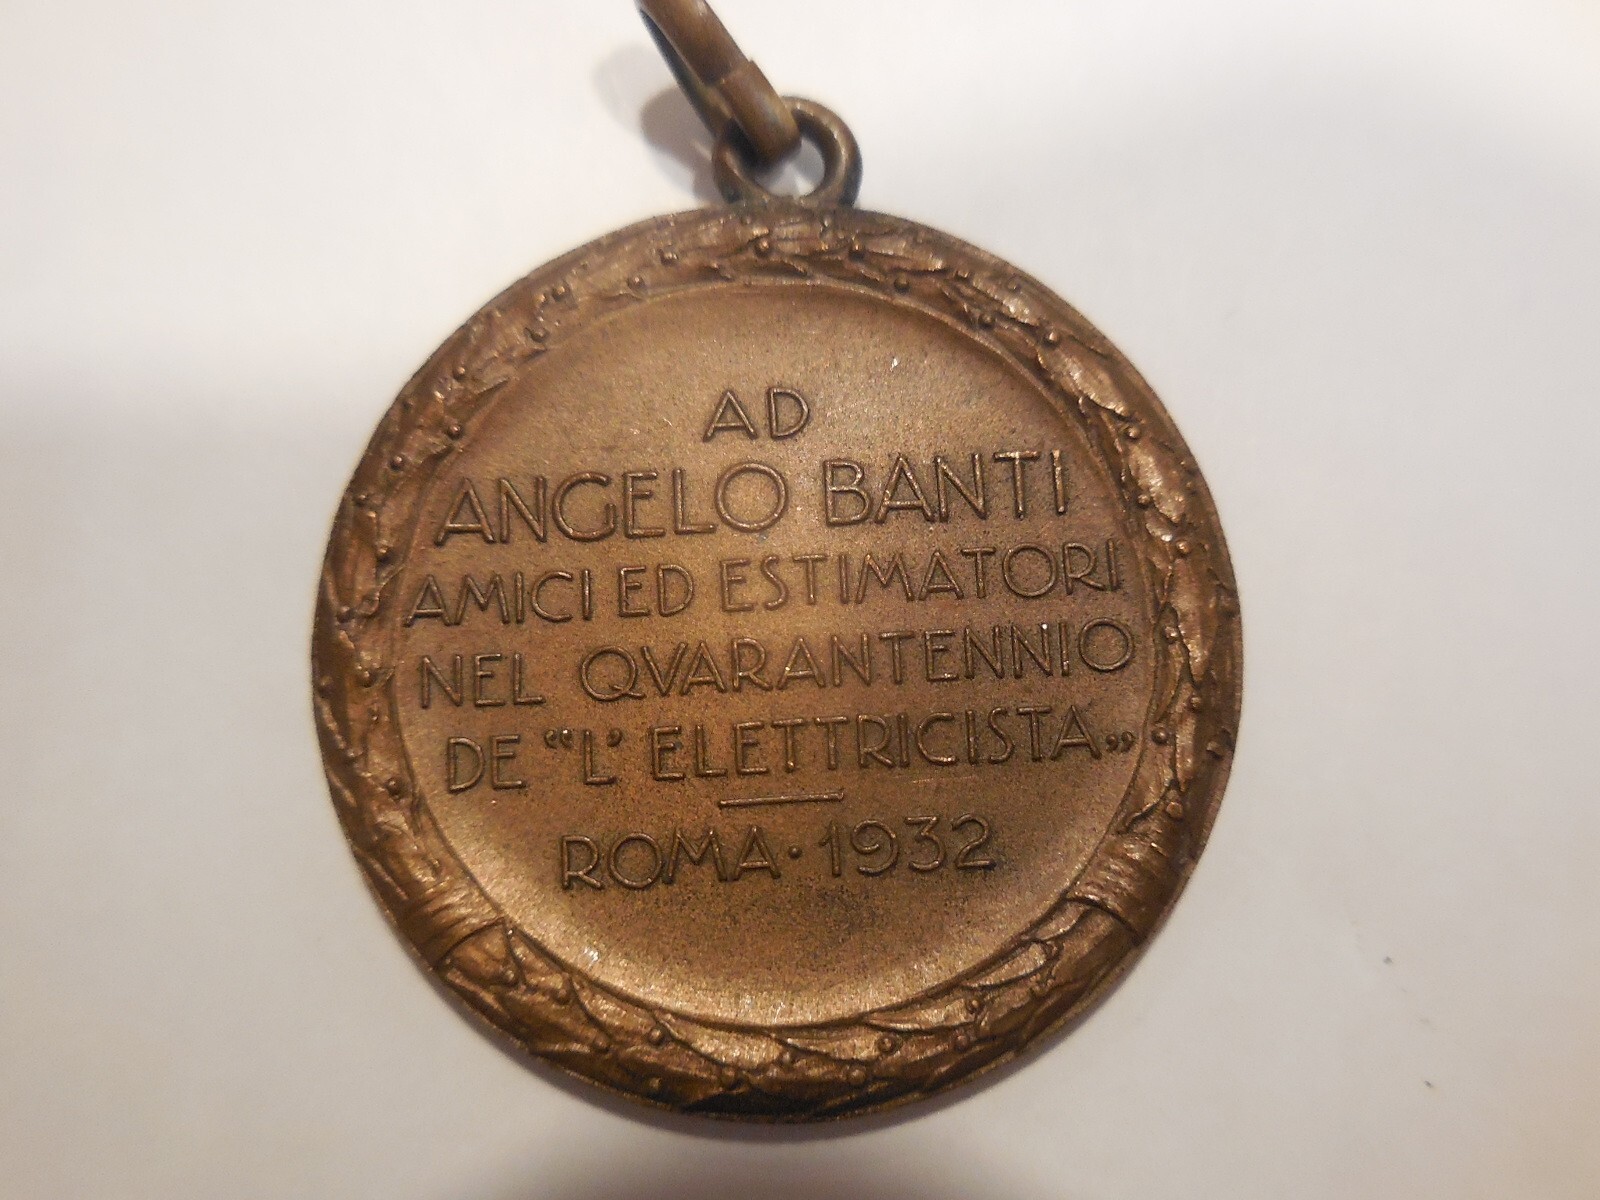 AD
ANGELO BANTI
AMICI ED ESTIMATORI
NEL QVARANTENNIO
DE “L' ELETTRICISTA„
ROMA · 1932